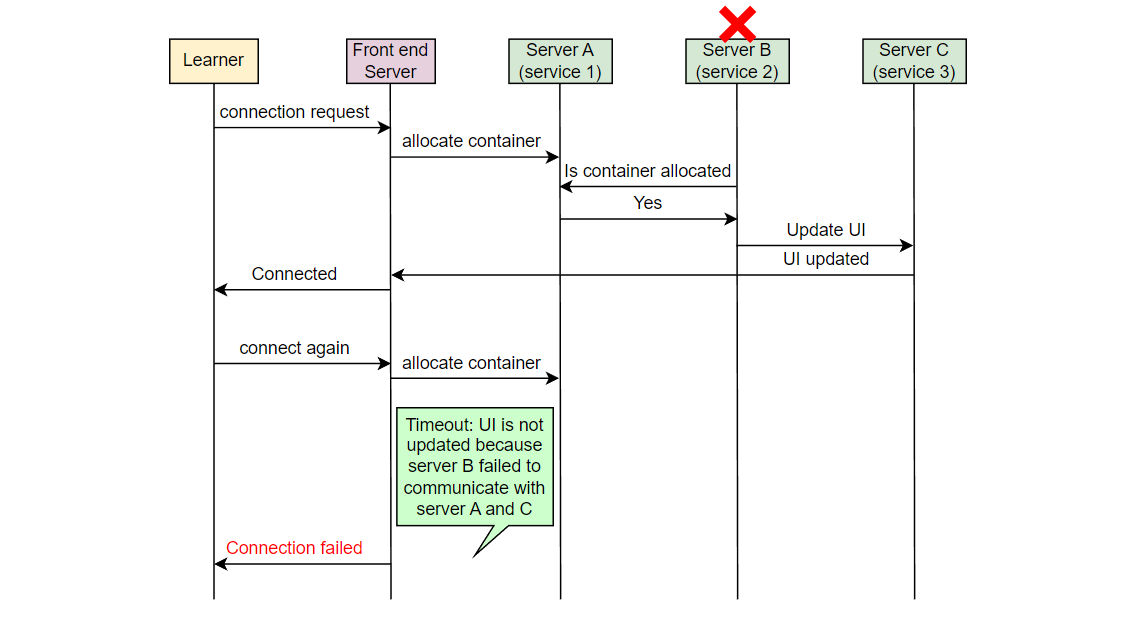 Learner
Front end
Server
Server A
(service 1)
Server B
(service 2)
Server C
(service 3)
connection request
allocate container
Is container allocated
Yes
Update UI
UI updated
Connected
connect again
allocate container
Timeout: UI is not
updated because
server B failed to
communicate with
server A and C
Connection failed